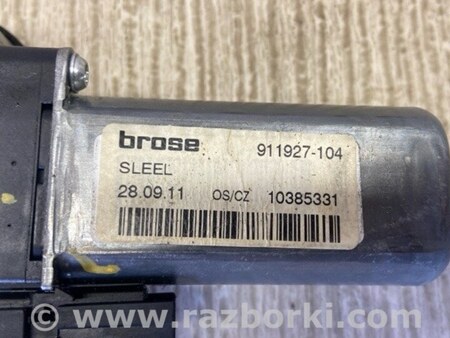 brose 911927-104
SLEEL
28.09.11 OS/CZ 10385331
© www.razborki.com